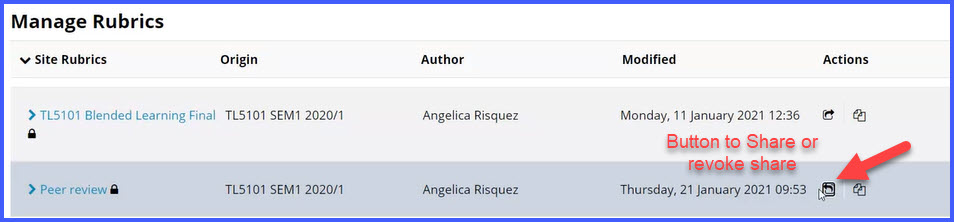 Manage Rubrics
Site Rubrics Origin Author Modified Actions
TL5101 Blended Learning Final TL5101 SEM1 2020/1 Angelica Risquez Monday, 11 January 2021 12:36
Button to Share or
revoke share
Peer review TL5101 SEM1 2020/1 Angelica Risquez Thursday, 21 January 2021 09:53